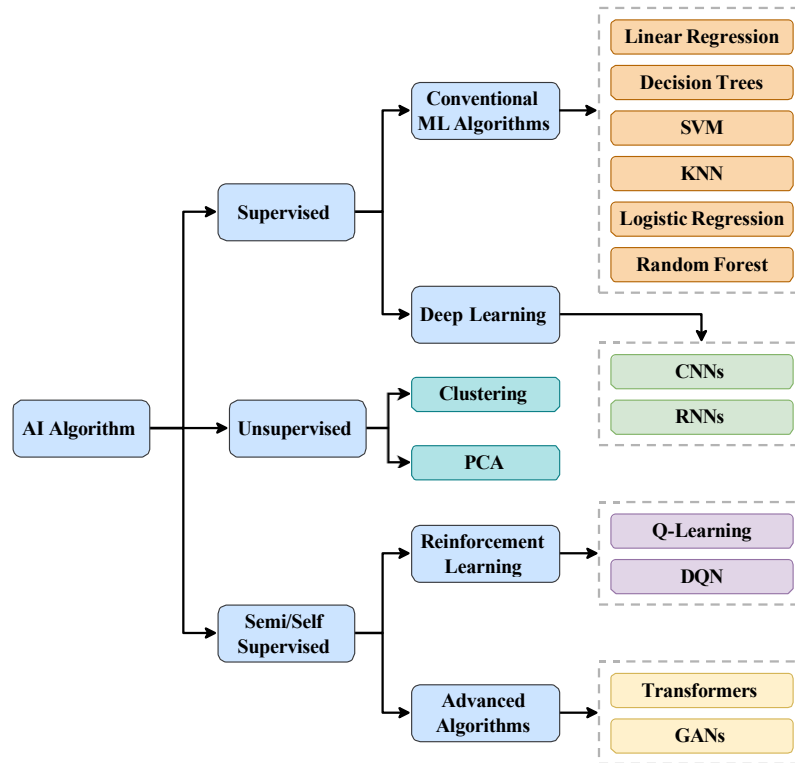 AI Algorithm
Supervised
Conventional
ML Algorithms
Linear Regression
Decision Trees
SVM
KNN
Logistic Regression
Random Forest
Deep Learning
CNNs
RNNs
Unsupervised
Clustering
PCA
Semi/Self
Supervised
Reinforcement
Learning
Q-Learning
DQN
Advanced
Algorithms
Transformers
GANs